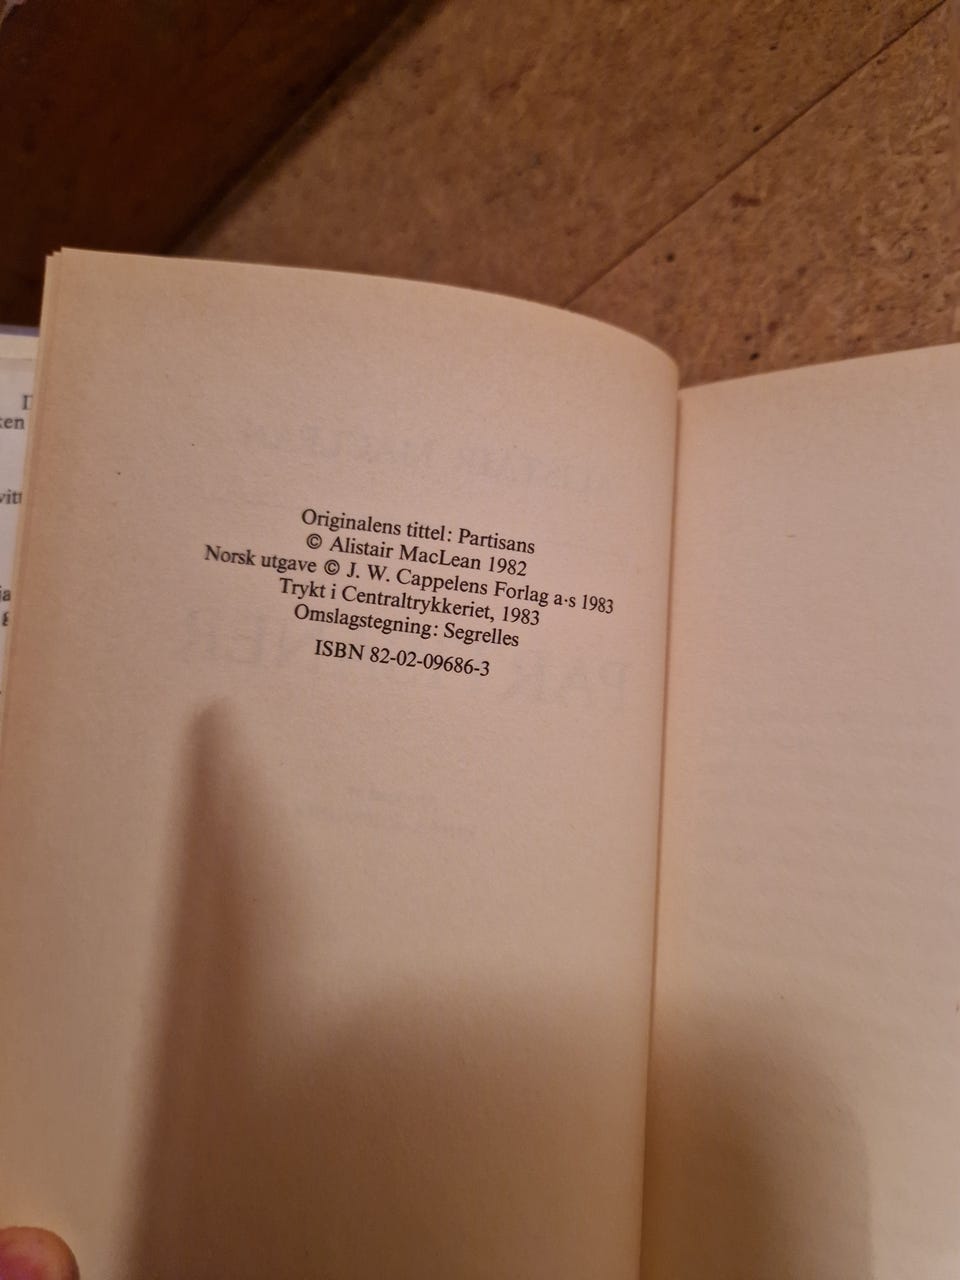 Originalens tittel: Partisans
© Alistair MacLean 1982
Norsk utgave © J. W. Cappelens Forlag a·s 1983
Trykt i Centraltrykkeriet, 1983
Omslagstegning: Segrelles
ISBN 82-02-09686-3